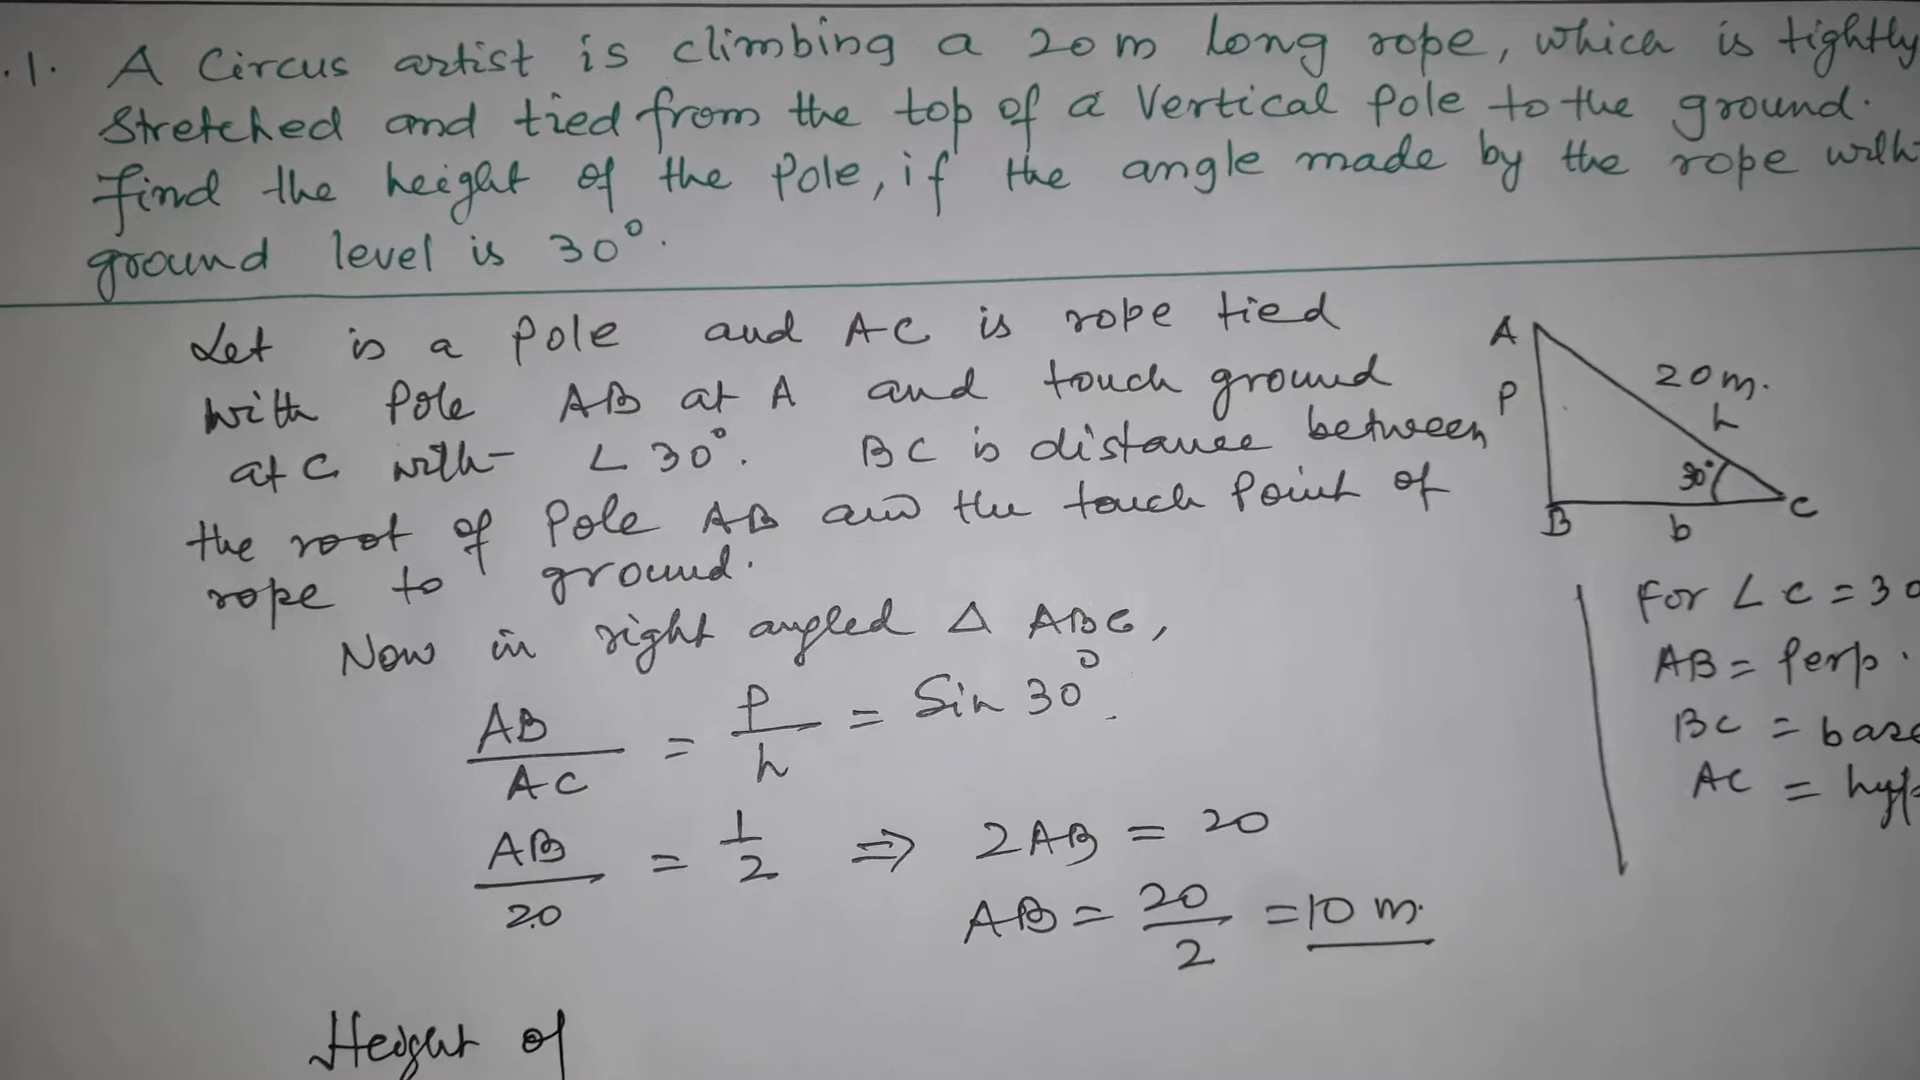 .1. A Circus artist is climbing a 20m long rope, which is tightly
Stretched and tied from the top of a Vertical Pole to the ground.
find the height of the Pole, if the angle made by the rope with
ground level is 30°.
Let is a Pole and AC is rope tied
with Pole AB at A and touch ground
at C with ∠30°. BC is distance between
the root of Pole AB and the touch Point of
rope to ground.
Now in right angled △ ABC,
AB/AC = P/h = Sin 30°.
AB/20 = 1/2 ⇒ 2AB = 20
AB = 20/2 = 10 m.
Height of
A
20m.
P
h
30°
B
b
C
For ∠C = 30
AB = Perp.
BC = base
AC = hyp